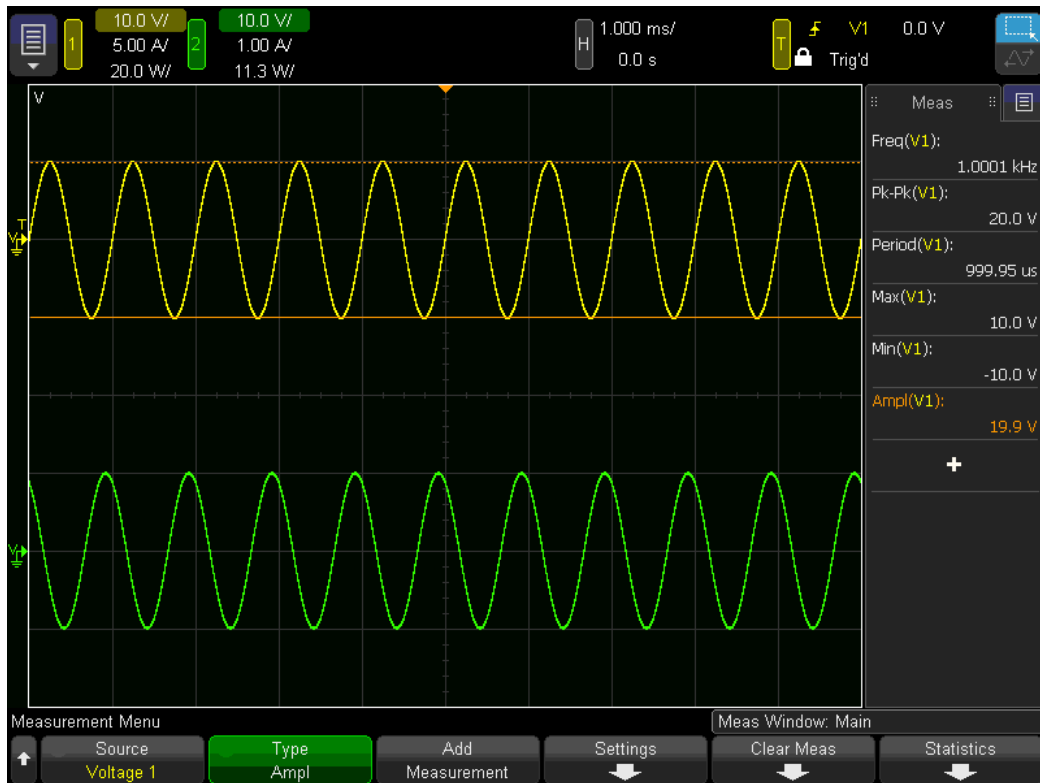 1
10.0 V/
5.00 A/
20.0 W/
2
10.0 V/
1.00 A/
11.3 W/
H
1.000 ms/
0.0 s
T
V1
0.0 V
Trig'd
V
Meas
Freq(V1):
1.0001 kHz
Pk-Pk(V1):
20.0 V
Period(V1):
999.95 us
Max(V1):
10.0 V
Min(V1):
-10.0 V
Ampl(V1):
19.9 V
+
T
V
V
Measurement Menu
Meas Window: Main
Source
Voltage 1
Type
Ampl
Add
Measurement
Settings
Clear Meas
Statistics